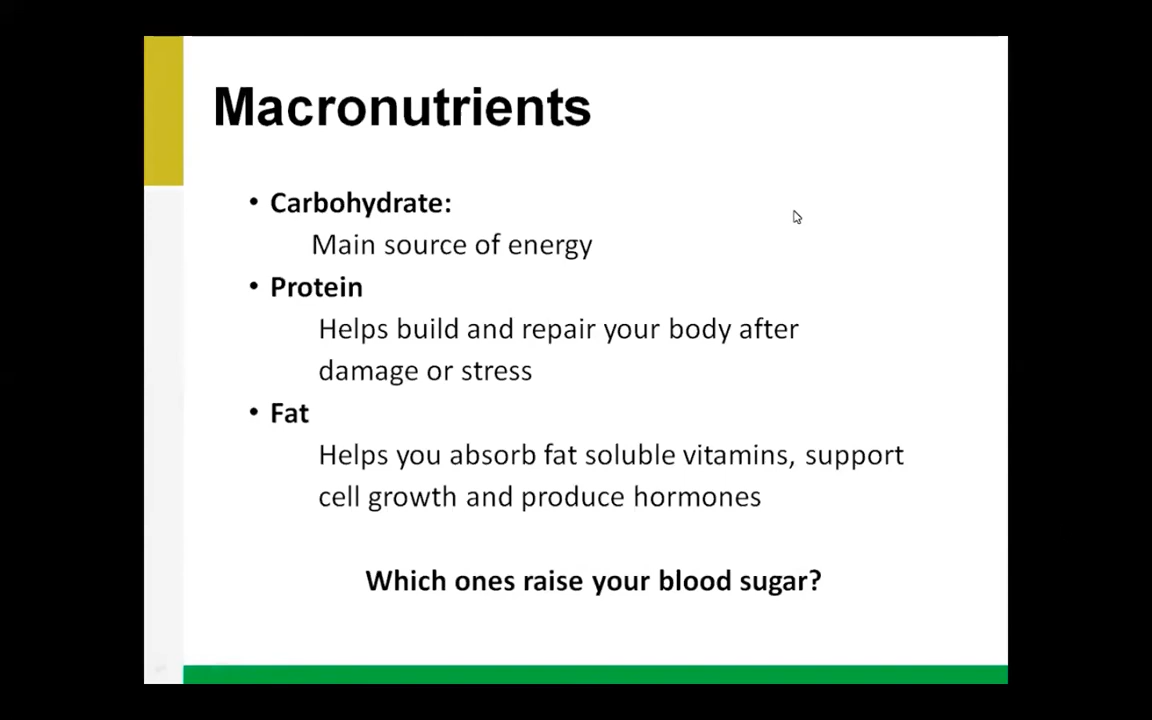 Macronutrients
• Carbohydrate:
Main source of energy
• Protein
Helps build and repair your body after
damage or stress
• Fat
Helps you absorb fat soluble vitamins, support
cell growth and produce hormones
Which ones raise your blood sugar?